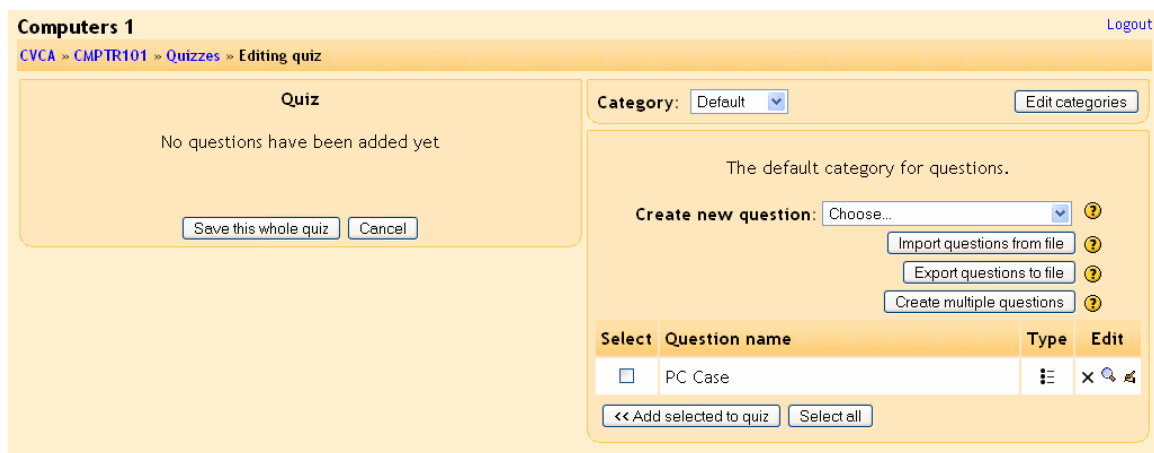 Computers 1
Logout
CVCA » CMPTR101 » Quizzes » Editing quiz
Quiz
No questions have been added yet
Save this whole quiz
Cancel
Category: Default
Edit categories
The default category for questions.
Create new question: Choose...
Import questions from file
Export questions to file
Create multiple questions
Select Question name Type Edit
PC Case
<< Add selected to quiz
Select all